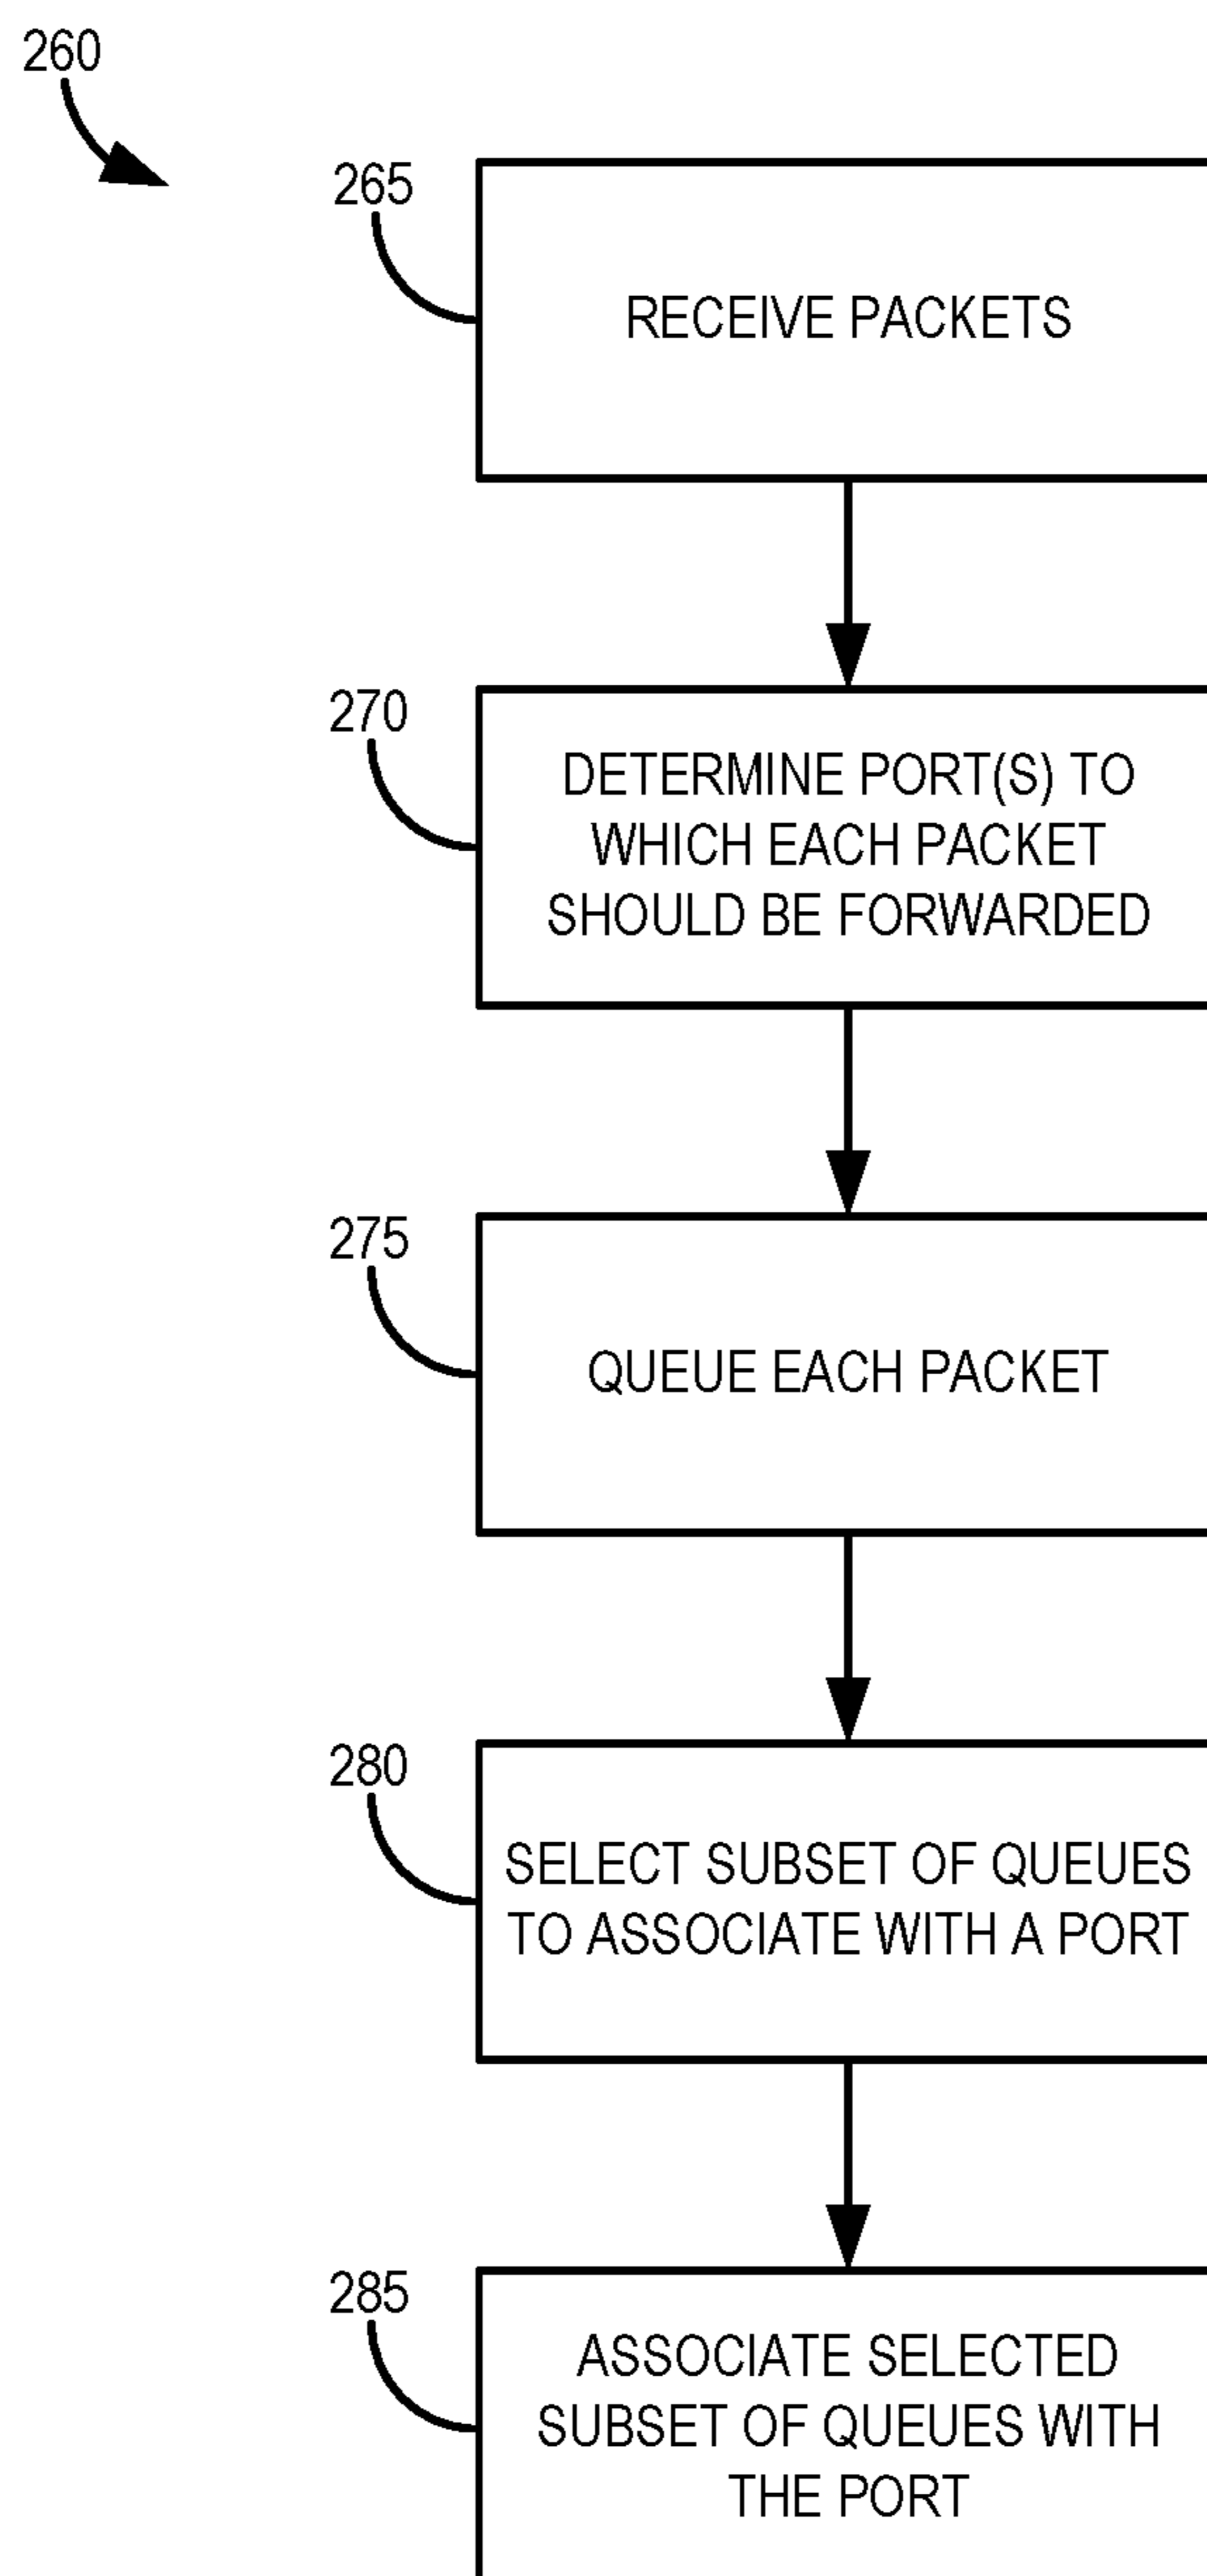 260
265
RECEIVE PACKETS
270
DETERMINE PORT(S) TO
WHICH EACH PACKET
SHOULD BE FORWARDED
275
QUEUE EACH PACKET
280
SELECT SUBSET OF QUEUES
TO ASSOCIATE WITH A PORT
285
ASSOCIATE SELECTED
SUBSET OF QUEUES WITH
THE PORT